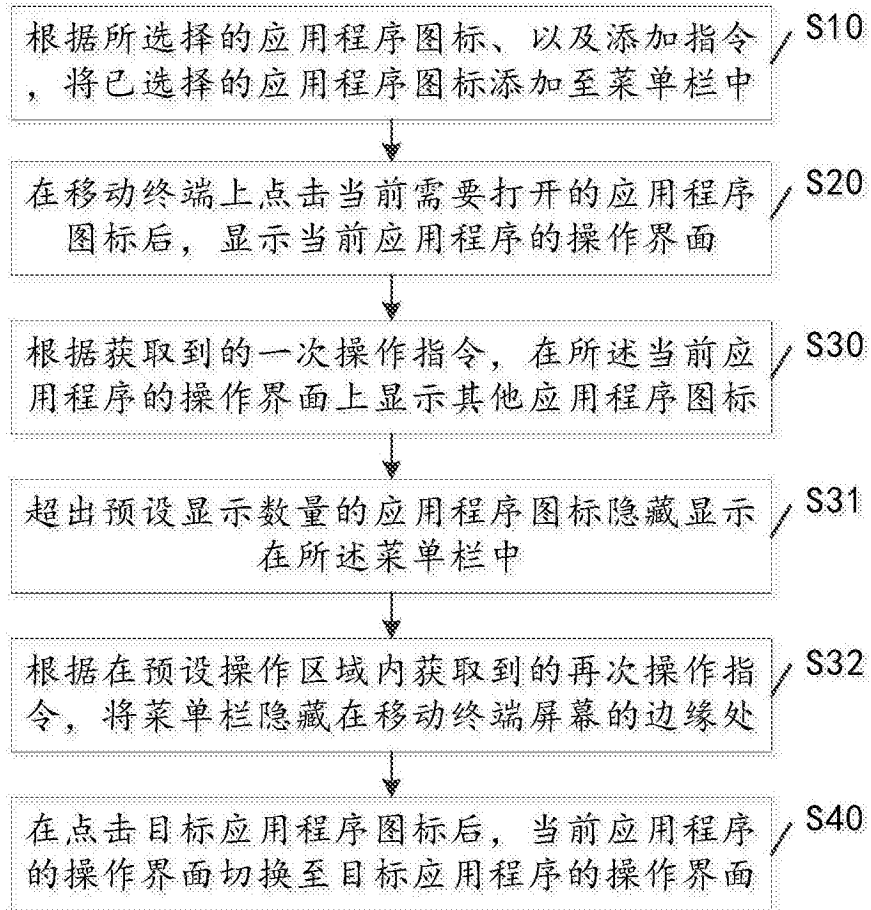 根据所选择的应用程序图标、以及添加指令
，将已选择的应用程序图标添加至菜单栏中
S10
在移动终端上点击当前需要打开的应用程序
图标后，显示当前应用程序的操作界面
S20
根据获取到的一次操作指令，在所述当前应
用程序的操作界面上显示其他应用程序图标
S30
超出预设显示数量的应用程序图标隐藏显示
在所述菜单栏中
S31
根据在预设操作区域内获取到的再次操作指
令，将菜单栏隐藏在移动终端屏幕的边缘处
S32
在点击目标应用程序图标后，当前应用程序
的操作界面切换至目标应用程序的操作界面
S40